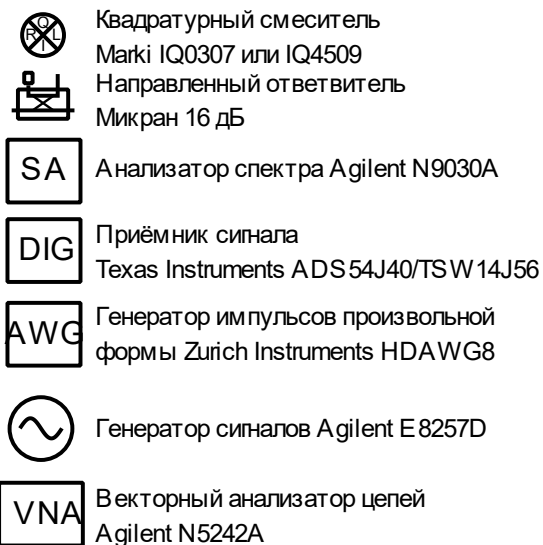 Q
R L
I
Квадратурный смеситель
Marki IQ0307 или IQ4509
Направленный ответвитель
Микран 16 дБ
SA
Анализатор спектра Agilent N9030A
DIG
Приёмник сигнала
Texas Instruments ADS54J40/TSW14J56
AWG
Генератор импульсов произвольной
формы Zurich Instruments HDAWG8
Генератор сигналов Agilent E8257D
VNA
Векторный анализатор цепей
Agilent N5242A